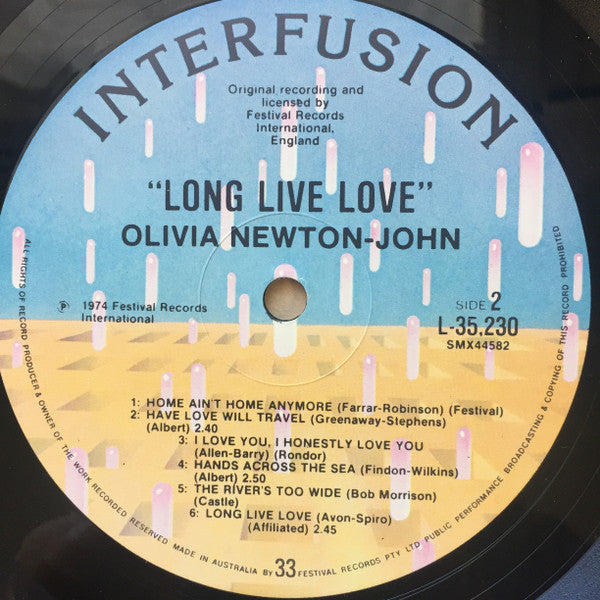 INTERFUSION
Original recording and
licensed by
Festival Records
International,
England
"LONG LIVE LOVE"
OLIVIA NEWTON-JOHN
Ⓟ 1974 Festival Records
International
SIDE 2
L-35,230
SMX44582
1: HOME AIN'T HOME ANYMORE (Farrar-Robinson) (Festival)
2: HAVE LOVE WILL TRAVEL (Greenaway-Stephens)
(Albert) 2.40
3: I LOVE YOU, I HONESTLY LOVE YOU
(Allen-Barry) (Rondor)
4: HANDS ACROSS THE SEA (Findon-Wilkins)
(Albert) 2.50
5: THE RIVER'S TOO WIDE (Bob Morrison)
(Castle)
6: LONG LIVE LOVE (Avon-Spiro)
(Affiliated) 2.45
33
ALL RIGHTS OF RECORD PRODUCER & OWNER OF THE WORK RECORDED RESERVED MADE IN AUSTRALIA BY FESTIVAL RECORDS PTY LTD PUBLIC PERFORMANCE BROADCASTING & COPYING OF THIS RECORD PROHIBITED